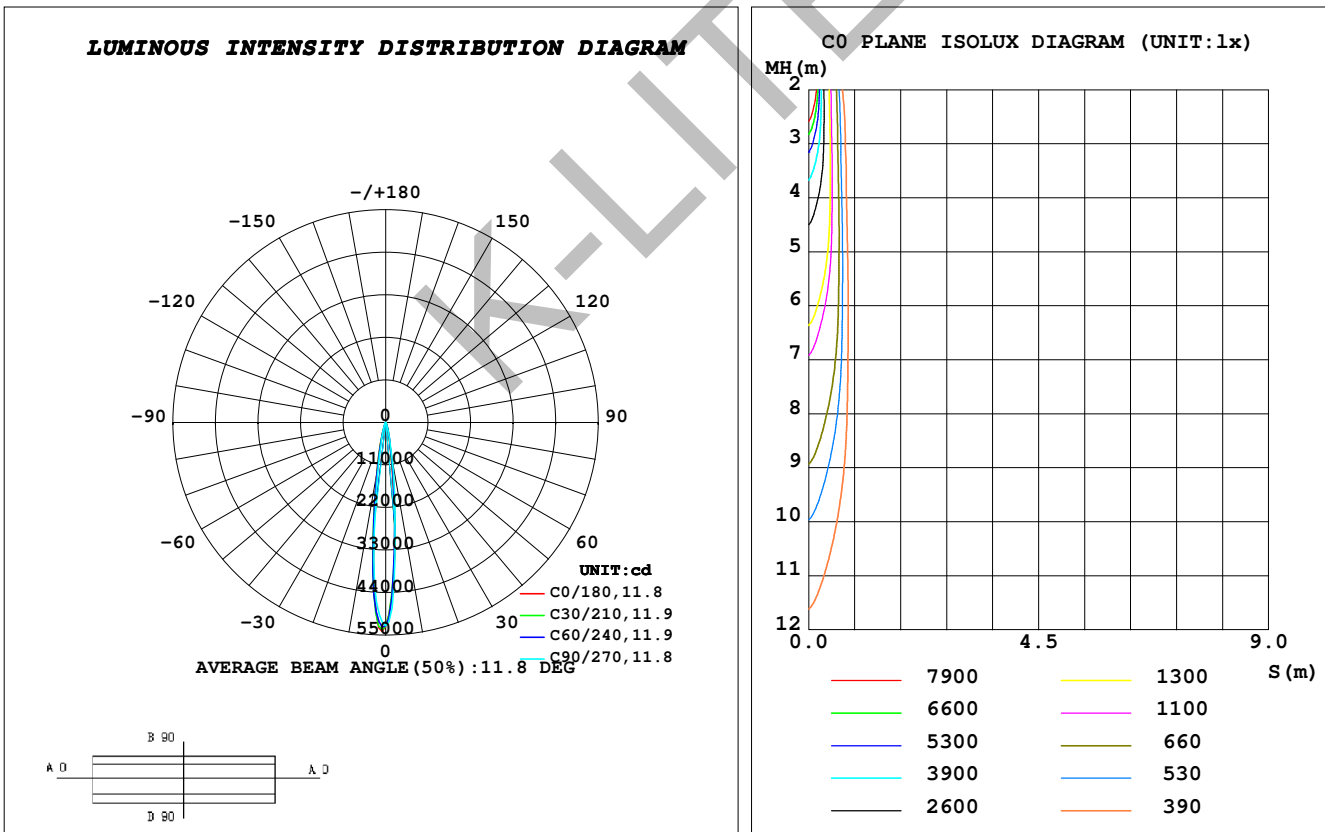 LUMINOUS INTENSITY DISTRIBUTION DIAGRAM
-/+180
-150
150
-120
120
-90
90
-60
60
-30
30
0
11000
22000
33000
44000
55000
0
UNIT:cd
C0/180,11.8
C30/210,11.9
C60/240,11.9
C90/270,11.8
AVERAGE BEAM ANGLE(50%):11.8 DEG
B 90
A 0
A 0
D 90
C0 PLANE ISOLUX DIAGRAM (UNIT:lx)
MH(m)
2
3
4
5
6
7
8
9
10
11
12
0.0
4.5
9.0
S(m)
7900
1300
6600
1100
5300
660
3900
530
2600
390
K-LITE